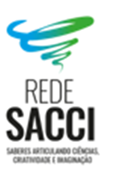 REDE
SACCI
SABERES ARTICULANDO CIÊNCIAS,
CRIATIVIDADE E IMAGINAÇÃO